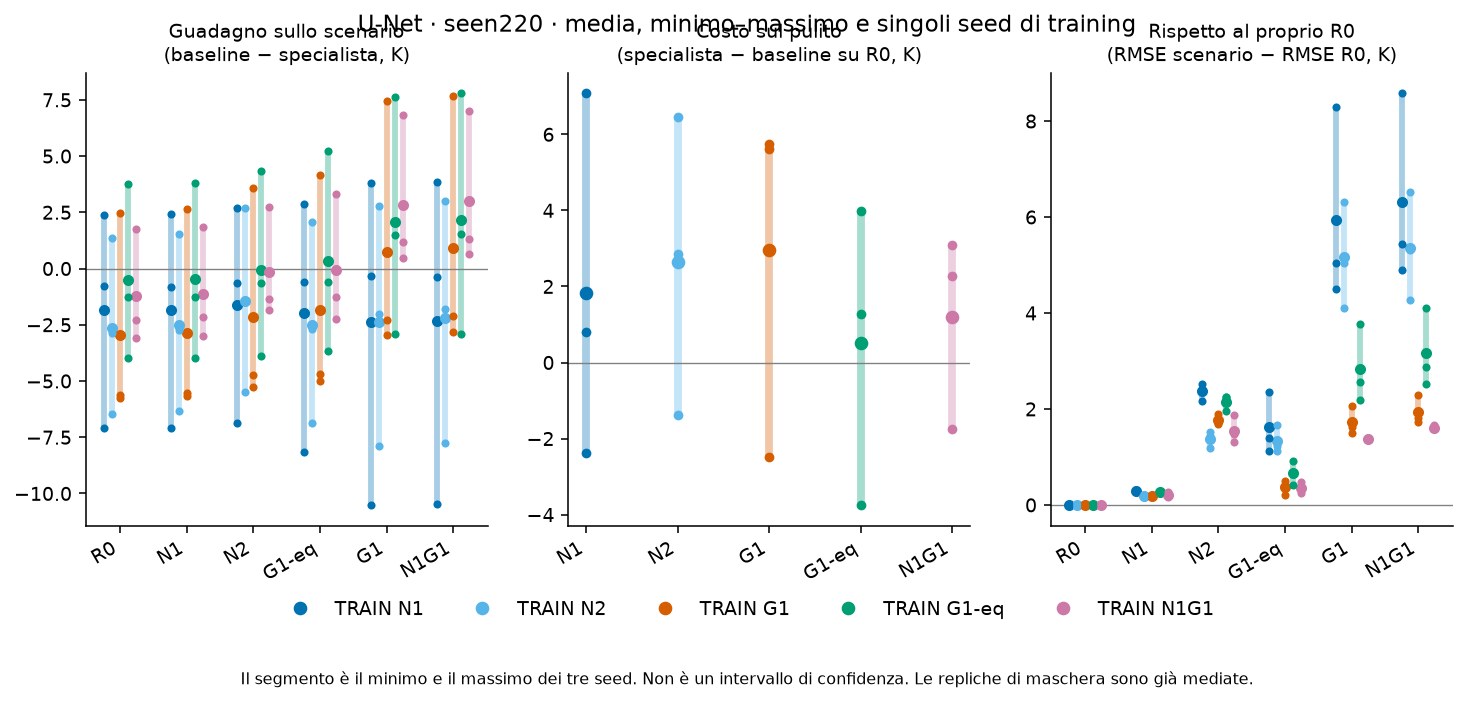 U-Net · seen220 · media, minimo–massimo e singoli seed di training
Guadagno sullo scenario
(baseline − specialista, K)
Costo sul pulito
(specialista − baseline su R0, K)
Rispetto al proprio R0
(RMSE scenario − RMSE R0, K)
7.5
5.0
2.5
0.0
−2.5
−5.0
−7.5
−10.0
R0
N1
N2
G1-eq
G1
N1G1
6
4
2
0
−2
−4
N1
N2
G1
G1-eq
N1G1
8
6
4
2
0
R0
N1
N2
G1-eq
G1
N1G1
TRAIN N1
TRAIN N2
TRAIN G1
TRAIN G1-eq
TRAIN N1G1
Il segmento è il minimo e il massimo dei tre seed. Non è un intervallo di confidenza. Le repliche di maschera sono già mediate.